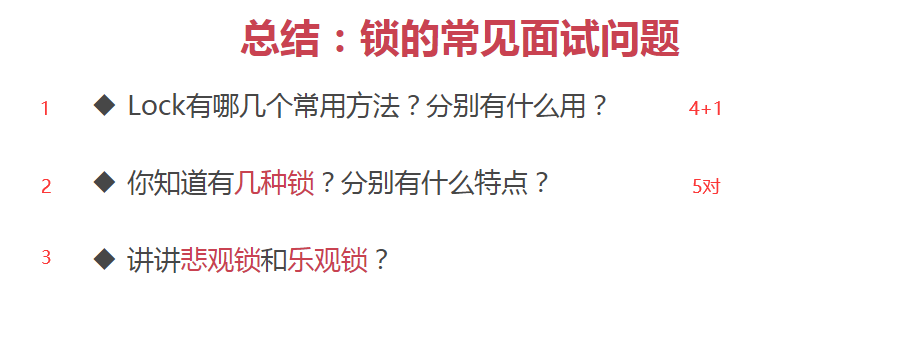 总结：锁的常见面试问题
1 ◆ Lock有哪几个常用方法？分别有什么用？ 4+1
2 ◆ 你知道有几种锁？分别有什么特点？ 5对
3 ◆ 讲讲悲观锁和乐观锁？